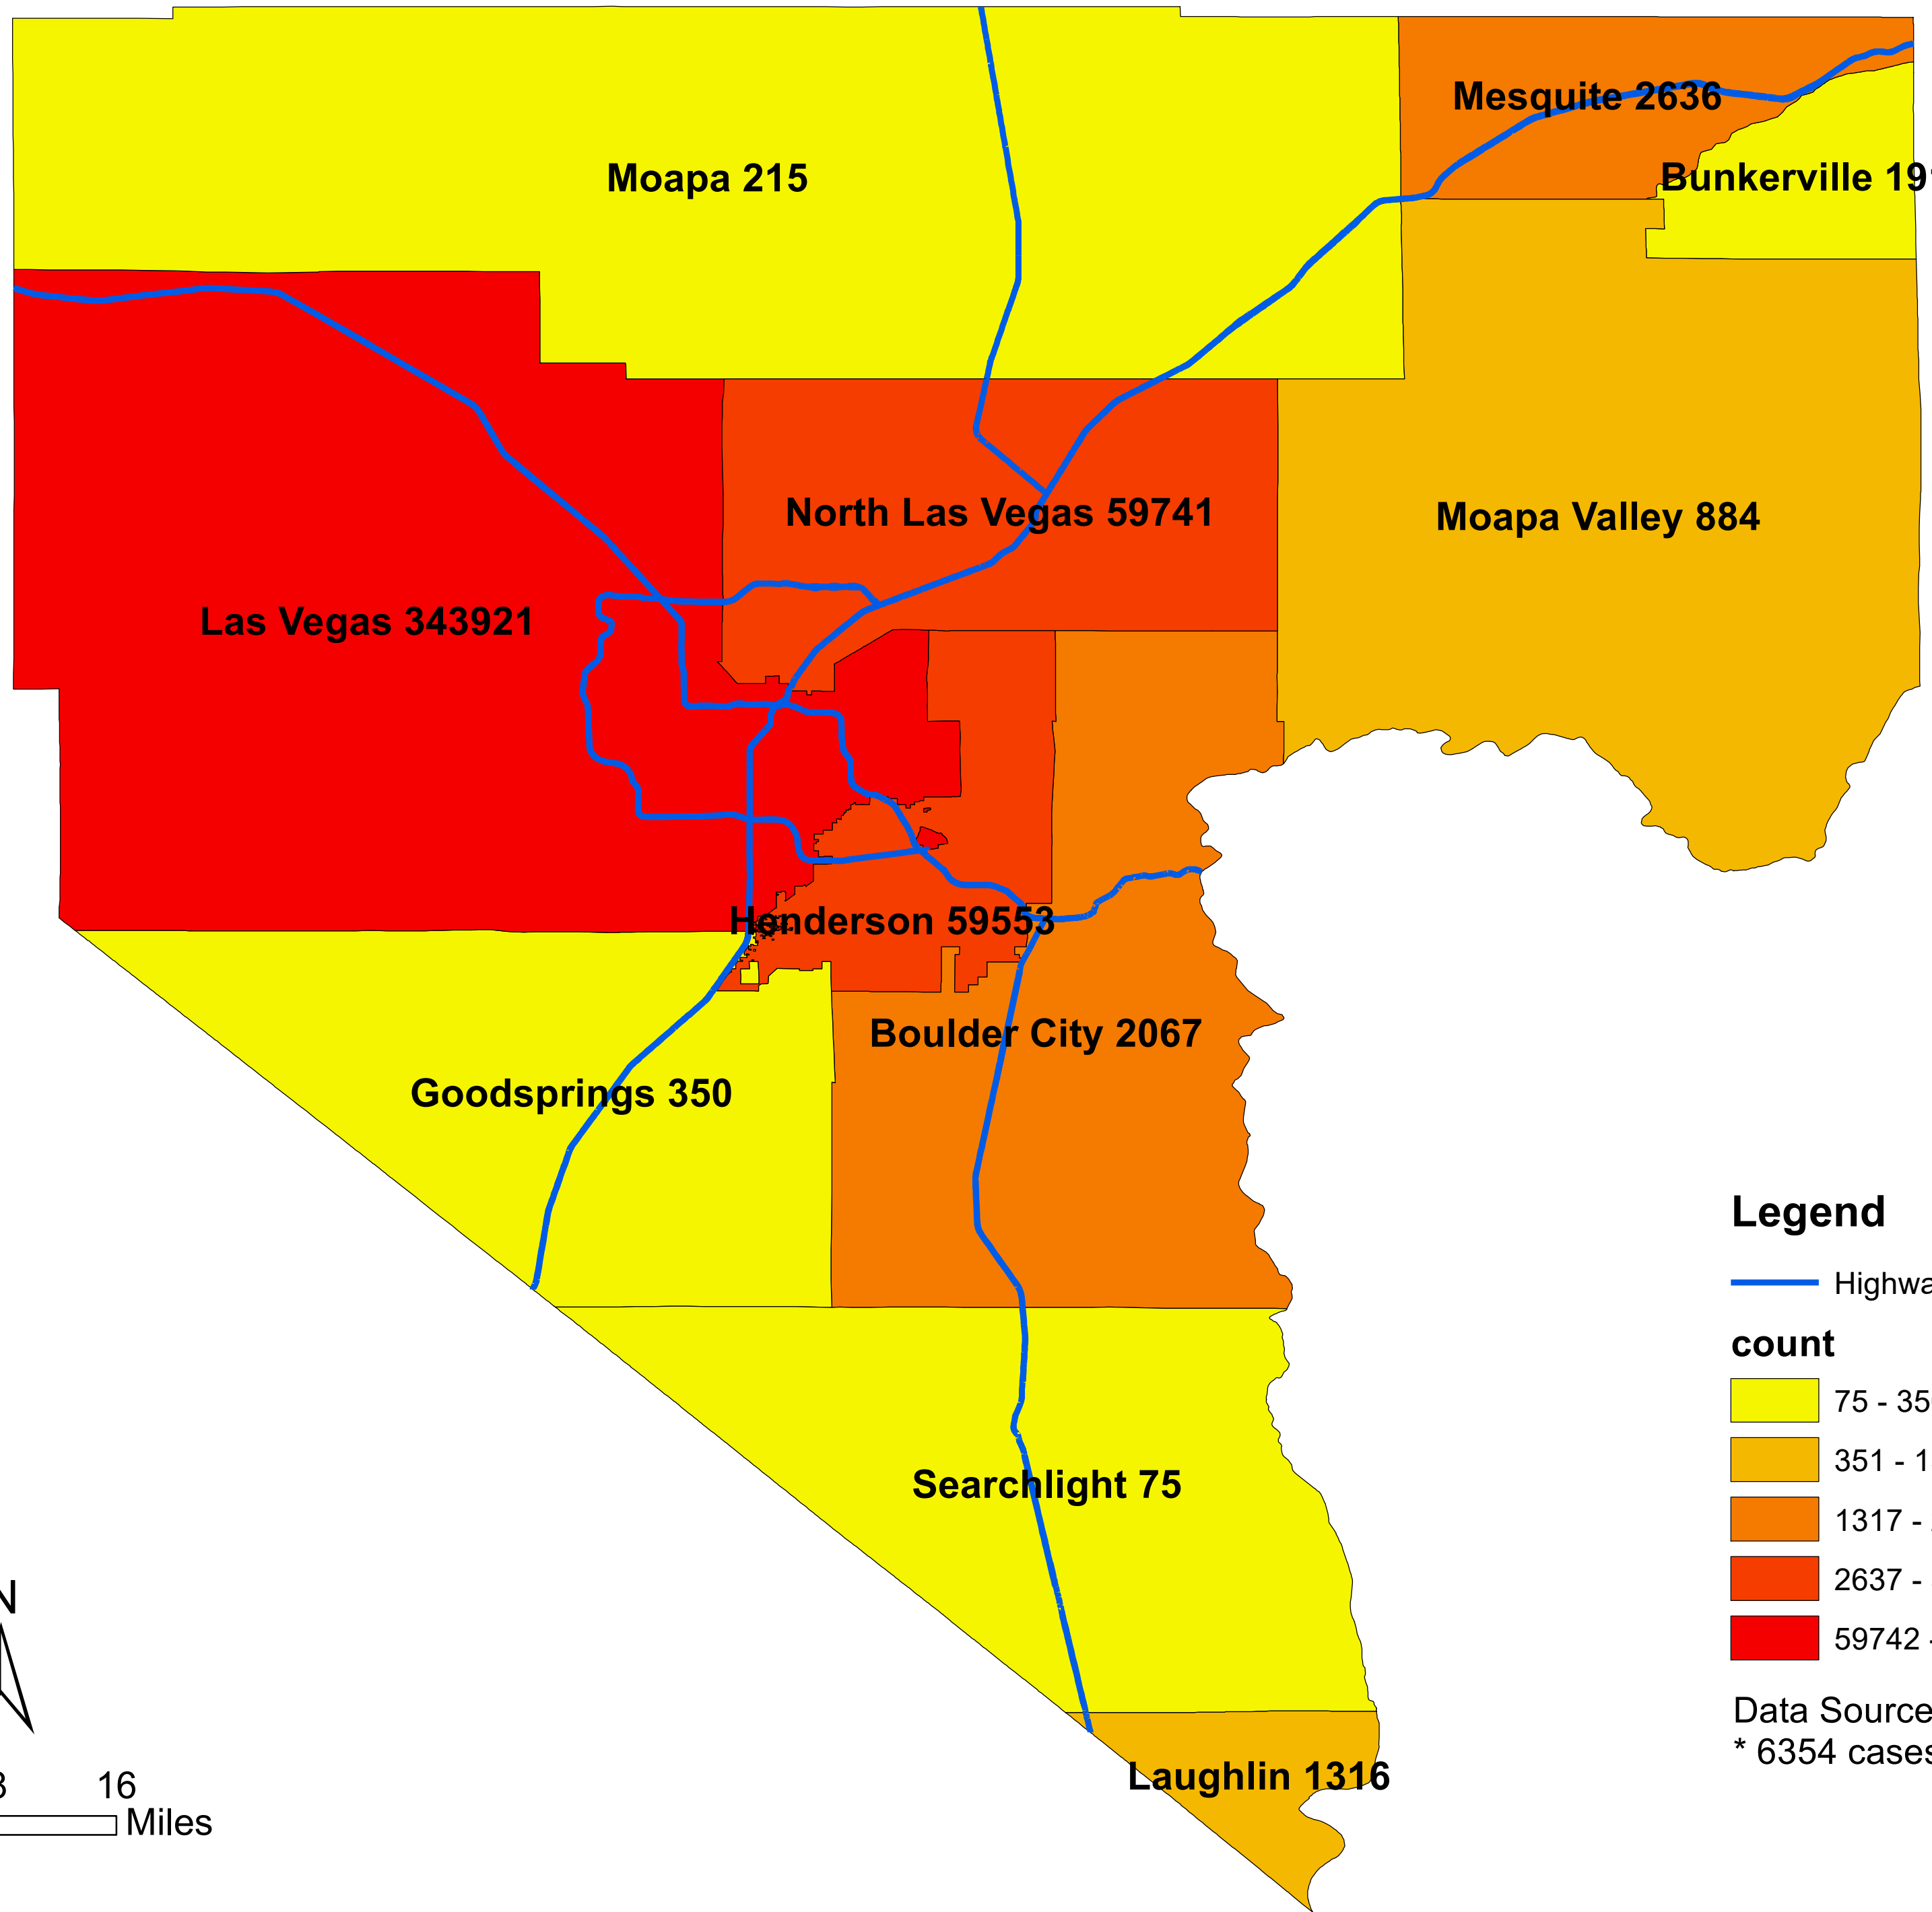 Mesquite 2636
Moapa 215
Bunkerville 19
North Las Vegas 59741
Moapa Valley 884
Las Vegas 343921
Henderson 59553
Boulder City 2067
Goodsprings 350
Searchlight 75
Laughlin 1316
Legend
Highwa
count
75 - 35
351 - 1
1317 -
2637 -
59742 -
Data Source
* 6354 cases
N
16
Miles